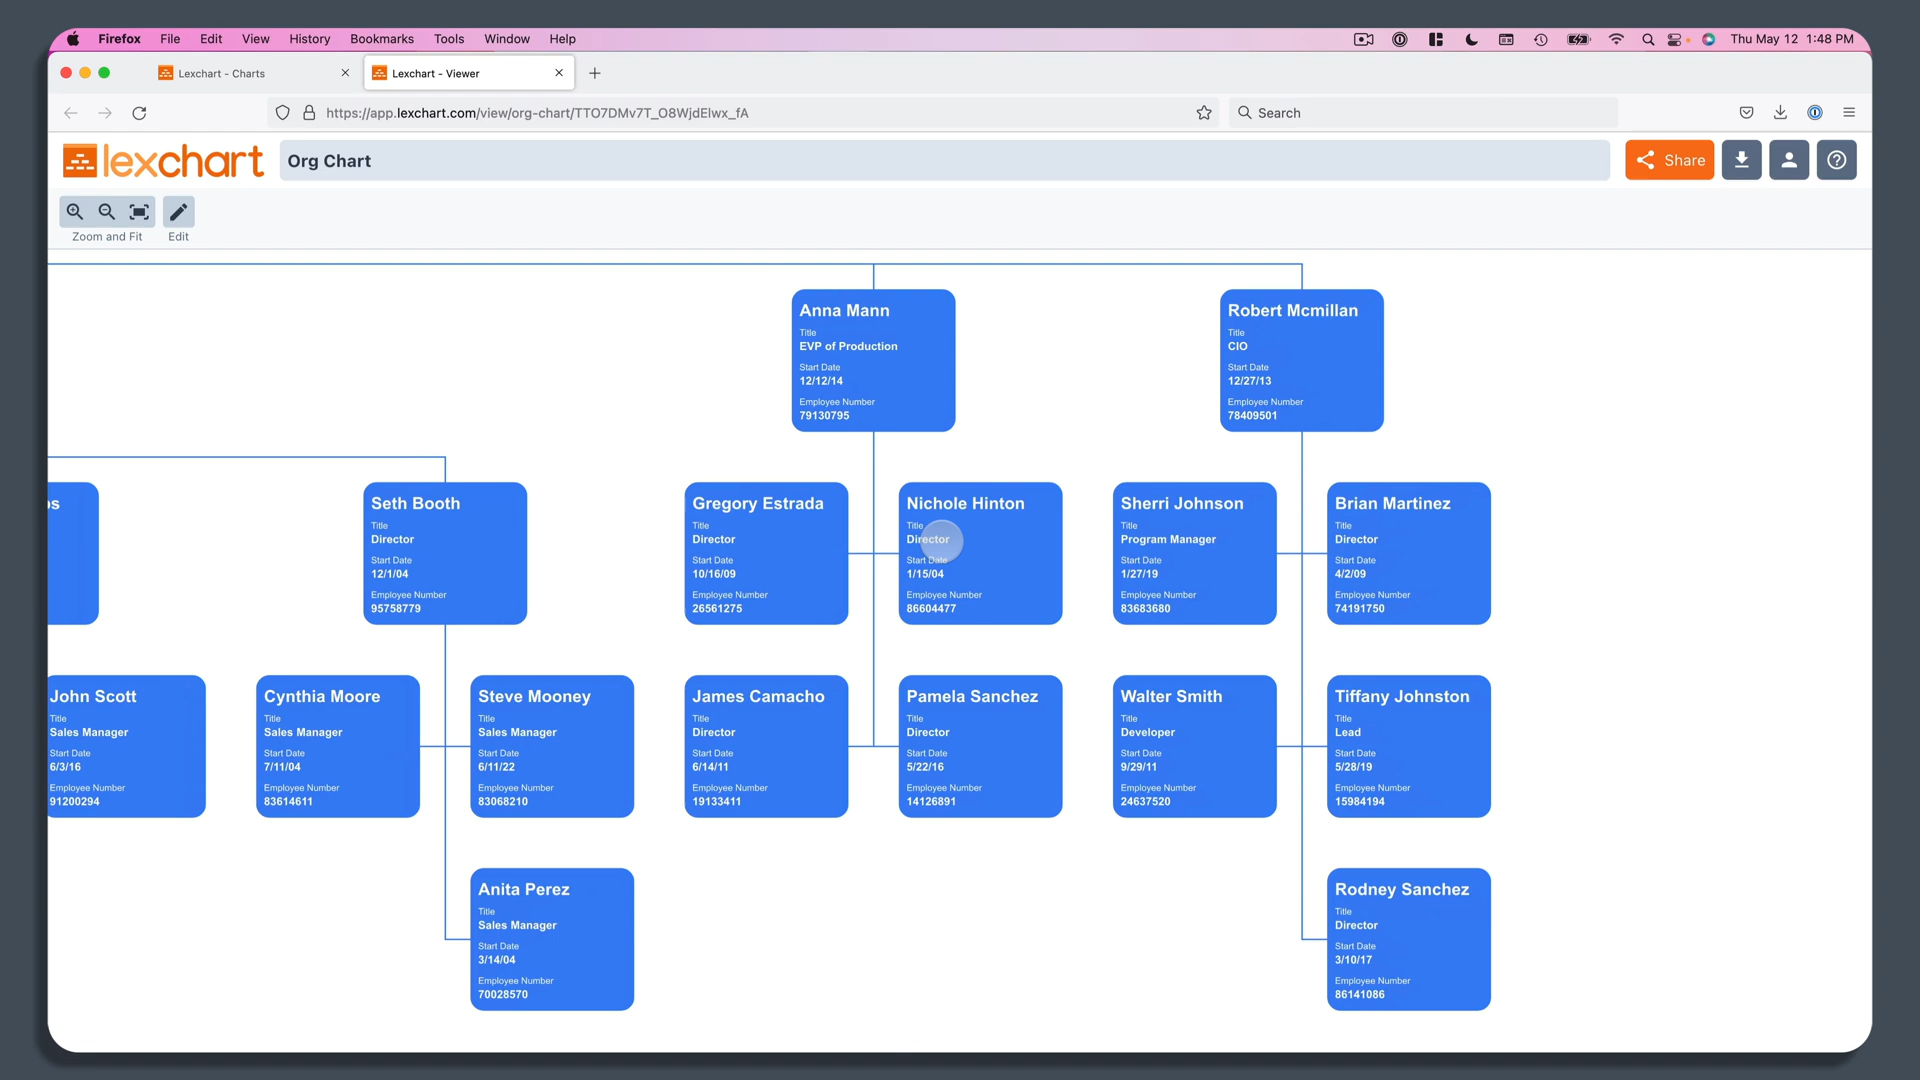 Firefox File Edit View History Bookmarks Tools Window Help
Thu May 12 1:48 PM
Lexchart - Charts
Lexchart - Viewer
https://app.lexchart.com/view/org-chart/TTO7DMv7T_O8WjdElwx_fA
Search
lexchart
Org Chart
Share
Zoom and Fit
Edit
Anna Mann
Title
EVP of Production
Start Date
12/12/14
Employee Number
79130795
Robert Mcmillan
Title
CIO
Start Date
12/27/13
Employee Number
78409501
Seth Booth
Title
Director
Start Date
12/1/04
Employee Number
95758779
Gregory Estrada
Title
Director
Start Date
10/16/09
Employee Number
26561275
Nichole Hinton
Title
Director
Start Date
1/15/04
Employee Number
86604477
Sherri Johnson
Title
Program Manager
Start Date
1/27/19
Employee Number
83683680
Brian Martinez
Title
Director
Start Date
4/2/09
Employee Number
74191750
John Scott
Title
Sales Manager
Start Date
6/3/16
Employee Number
91200294
Cynthia Moore
Title
Sales Manager
Start Date
7/11/04
Employee Number
83614611
Steve Mooney
Title
Sales Manager
Start Date
6/11/22
Employee Number
83068210
James Camacho
Title
Director
Start Date
6/14/11
Employee Number
19133411
Pamela Sanchez
Title
Director
Start Date
5/22/16
Employee Number
14126891
Walter Smith
Title
Developer
Start Date
9/29/11
Employee Number
24637520
Tiffany Johnston
Title
Lead
Start Date
5/28/19
Employee Number
15984194
Anita Perez
Title
Sales Manager
Start Date
3/14/04
Employee Number
70028570
Rodney Sanchez
Title
Director
Start Date
3/10/17
Employee Number
86141086